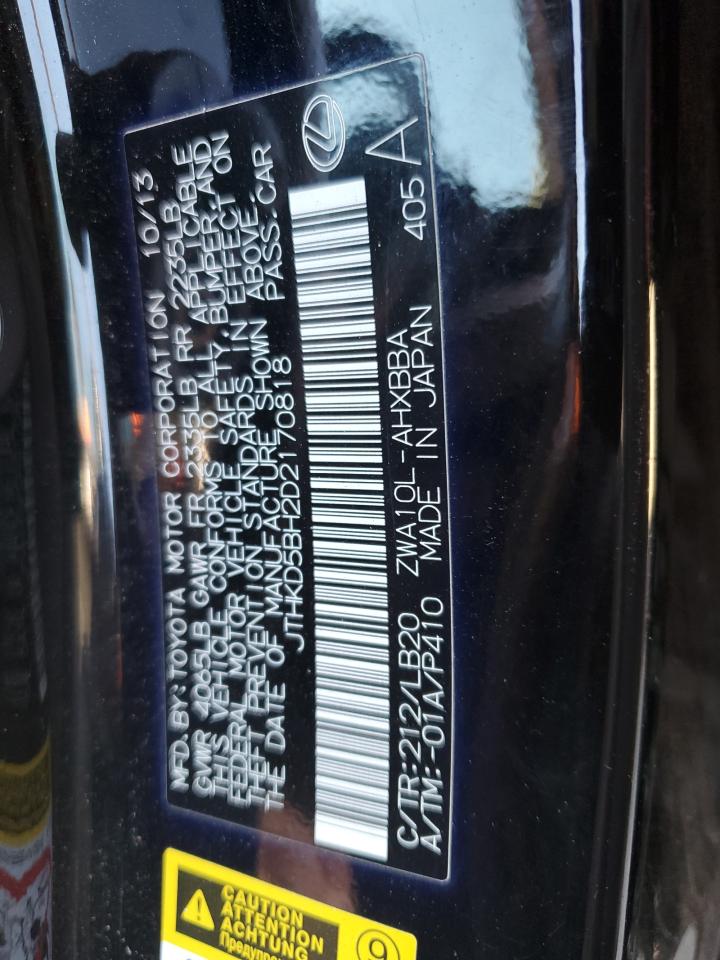 MFD. BY: TOYOTA MOTOR CORPORATION 10/13
GVWR 4065LB GAWR FR 2335LB RR 2235LB
THIS VEHICLE CONFORMS TO ALL APPLICABLE
FEDERAL MOTOR VEHICLE SAFETY BUMPER, AND
THEFT PREVENTION STANDARDS IN EFFECT ON
THE DATE OF MANUFACTURE SHOWN ABOVE.
JTHKD5BH2D2170818 PASS.CAR
C/TR:212/LB20 ZWA10L-AHXBBA 405 A
A/TM:-01A/P410 MADE IN JAPAN
CAUTION
ATTENTION
ACHTUNG
9